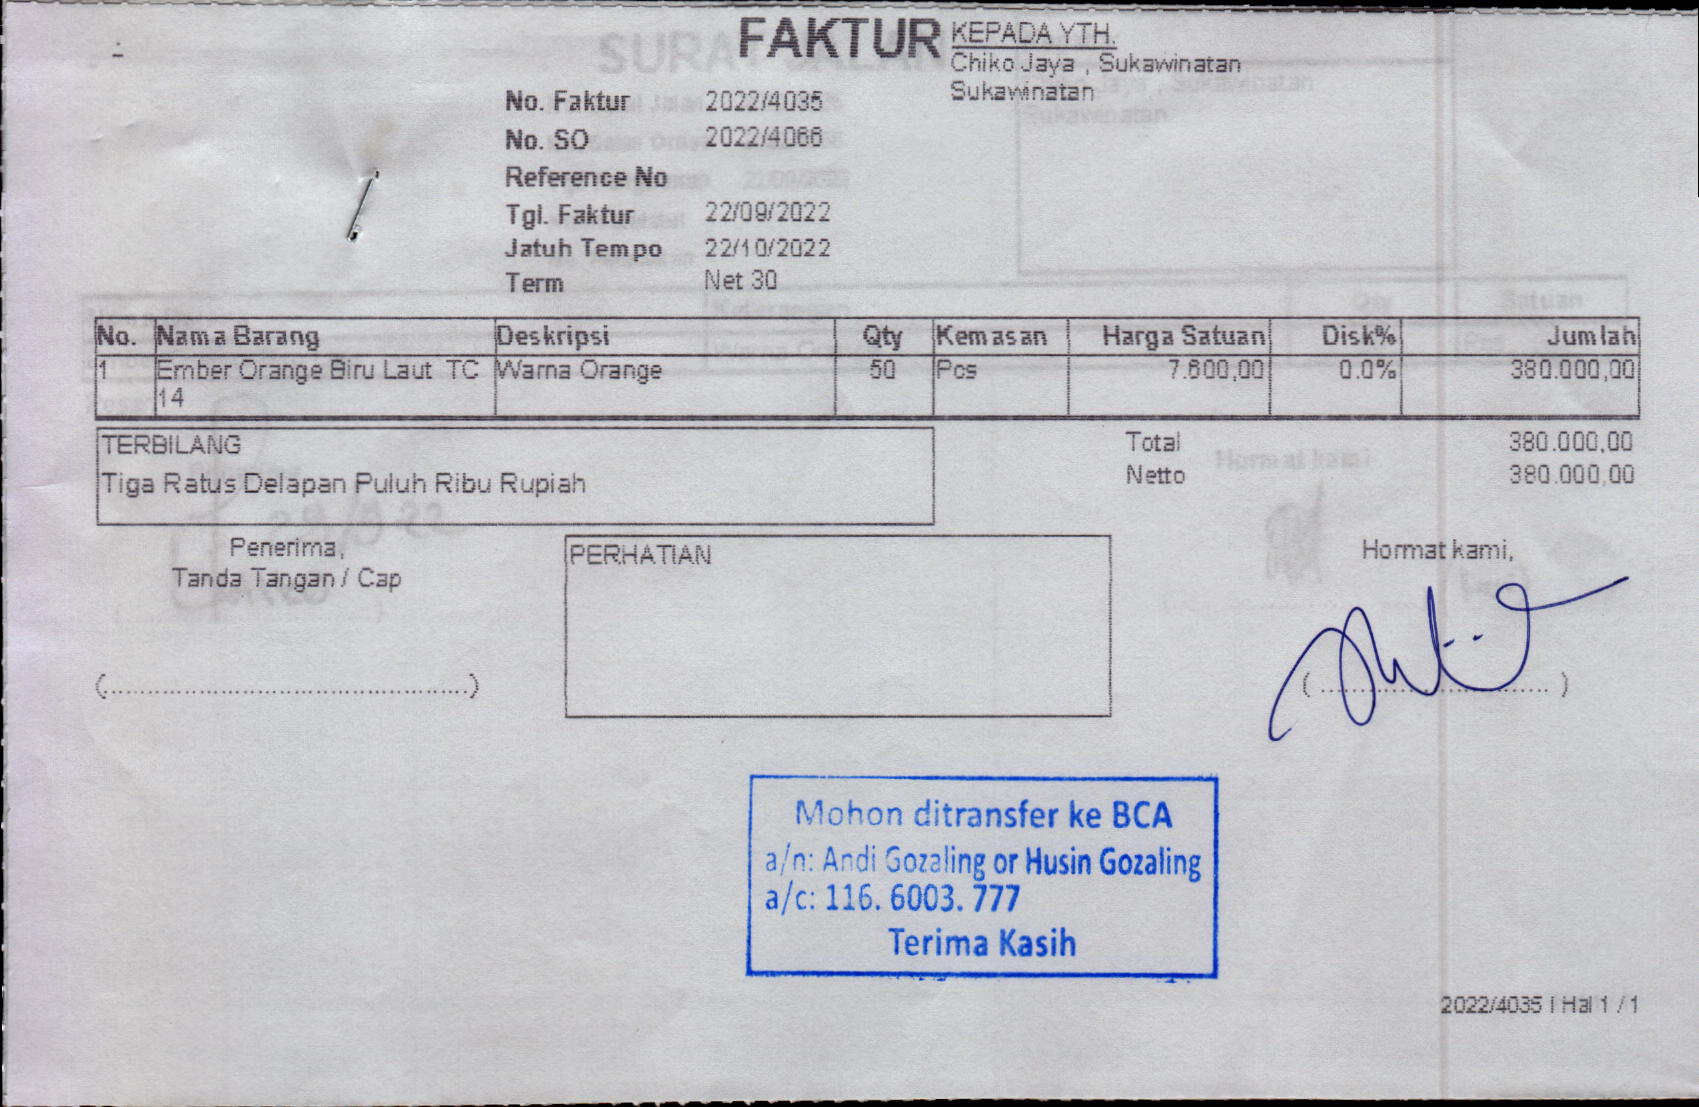 FAKTUR
KEPADA YTH.
Chiko Jaya , Sukawinatan
Sukawinatan
No. Faktur 2022/4035
No. SO 2022/4066
Reference No
Tgl. Faktur 22/09/2022
Jatuh Tempo 22/10/2022
Term Net 30
No. Nama Barang Deskripsi Qty Kemasan Harga Satuan Disk% Jumlah
1 Ember Orange Biru Laut TC 14 Warna Orange 50 Pcs 7.600,00 0.0% 380.000,00
TERBILANG
Tiga Ratus Delapan Puluh Ribu Rupiah
Total 380.000,00
Netto 380.000,00
Penerima,
Tanda Tangan / Cap
(..............................................)
PERHATIAN
Hormat kami,
( .............................. )
Mohon ditransfer ke BCA
a/n: Andi Gozaling or Husin Gozaling
a/c: 116. 6003. 777
Terima Kasih
2022/4035 | Hal 1 / 1